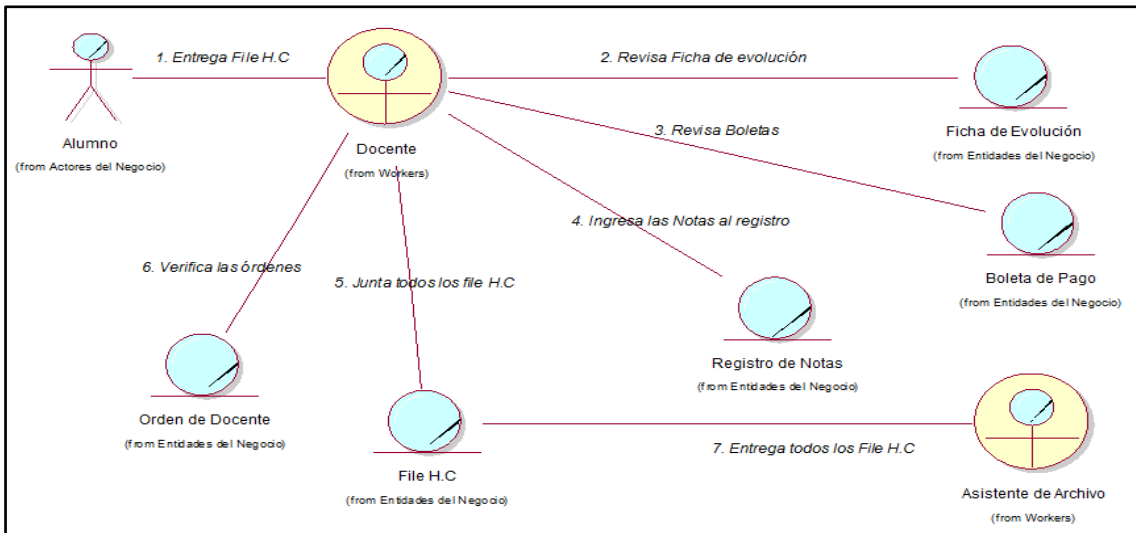 1. Entrega File H.C
2. Revisa Ficha de evolución
Alumno
(from Actores del Negocio)
Docente
(from Workers)
Ficha de Evolución
(from Entidades del Negocio)
3. Revisa Boletas
4. Ingresa las Notas al registro
6. Verifica las órdenes
5. Junta todos los file H.C
Boleta de Pago
(from Entidades del Negocio)
Registro de Notas
(from Entidades del Negocio)
Orden de Docente
(from Entidades del Negocio)
7. Entrega todos los File H.C
File H.C
(from Entidades del Negocio)
Asistente de Archivo
(from Workers)